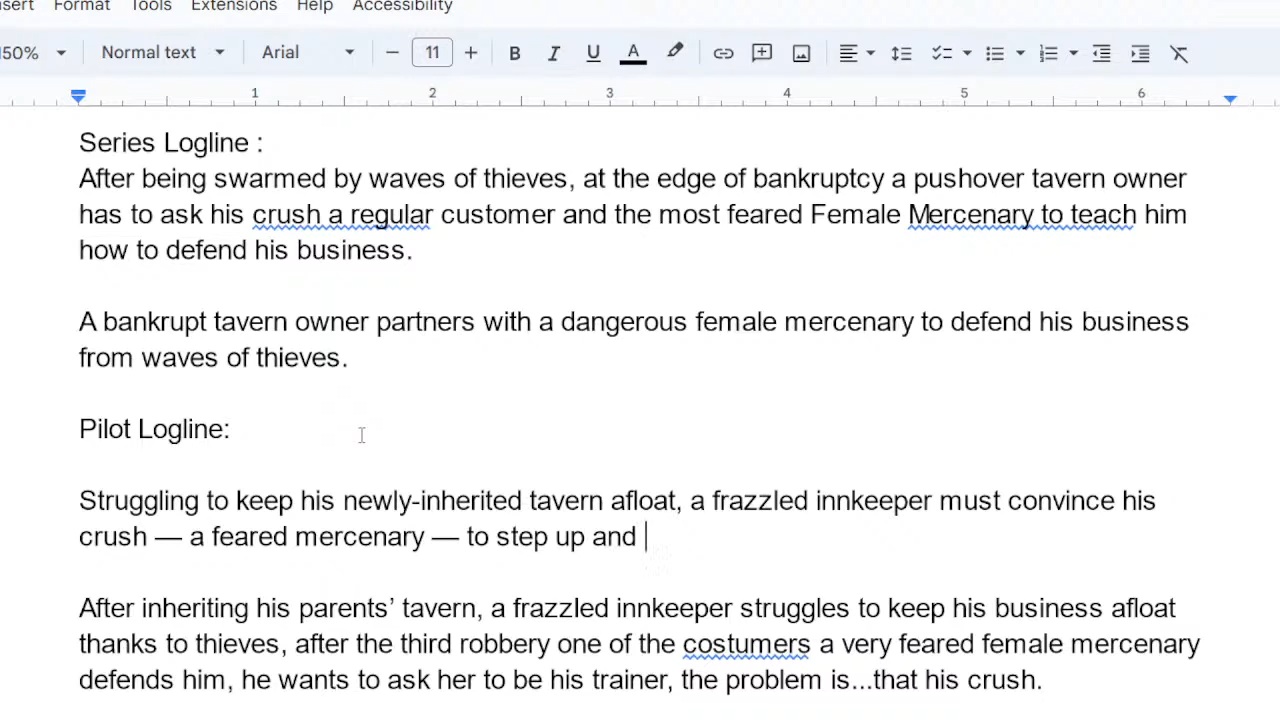 Format Tools Extensions Help Accessibility
Normal text Arial 11 B I U A
1 2 3 4 5 6
Series Logline :
After being swarmed by waves of thieves, at the edge of bankruptcy a pushover tavern owner
has to ask his crush a regular customer and the most feared Female Mercenary to teach him
how to defend his business.
A bankrupt tavern owner partners with a dangerous female mercenary to defend his business
from waves of thieves.
Pilot Logline:
Struggling to keep his newly-inherited tavern afloat, a frazzled innkeeper must convince his
crush — a feared mercenary — to step up and
After inheriting his parents’ tavern, a frazzled innkeeper struggles to keep his business afloat
thanks to thieves, after the third robbery one of the costumers a very feared female mercenary
defends him, he wants to ask her to be his trainer, the problem is...that his crush.